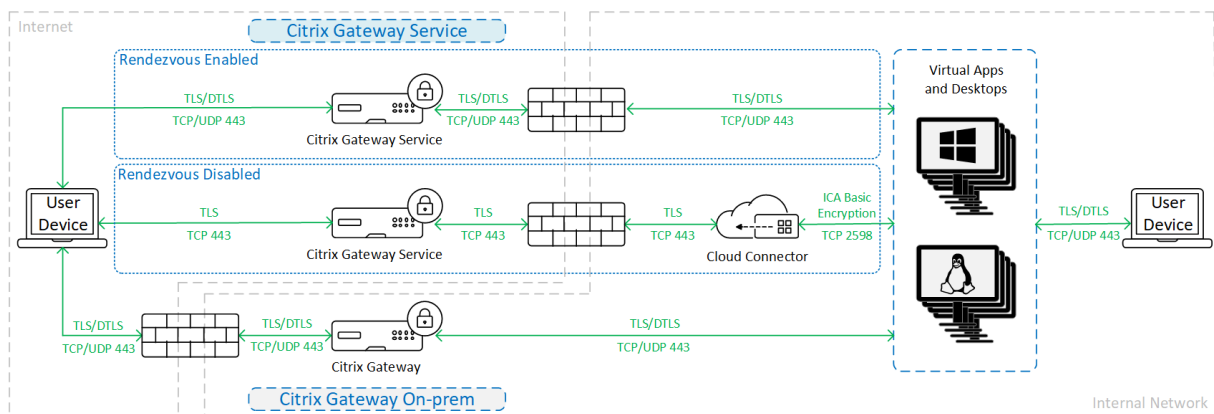 Internet
Citrix Gateway Service
Rendezvous Enabled
TLS/DTLS
TCP/UDP 443
Citrix Gateway Service
TLS/DTLS
TCP/UDP 443
TLS/DTLS
TCP/UDP 443
Virtual Apps
and Desktops
Rendezvous Disabled
User
Device
TLS
TCP 443
Citrix Gateway Service
TLS
TCP 443
TLS
TCP 443
Cloud Connector
ICA Basic
Encryption
TCP 2598
TLS/DTLS
TCP/UDP 443
User
Device
TLS/DTLS
TCP/UDP 443
TLS/DTLS
TCP/UDP 443
Citrix Gateway
TLS/DTLS
TCP/UDP 443
Citrix Gateway On-prem
Internal Network